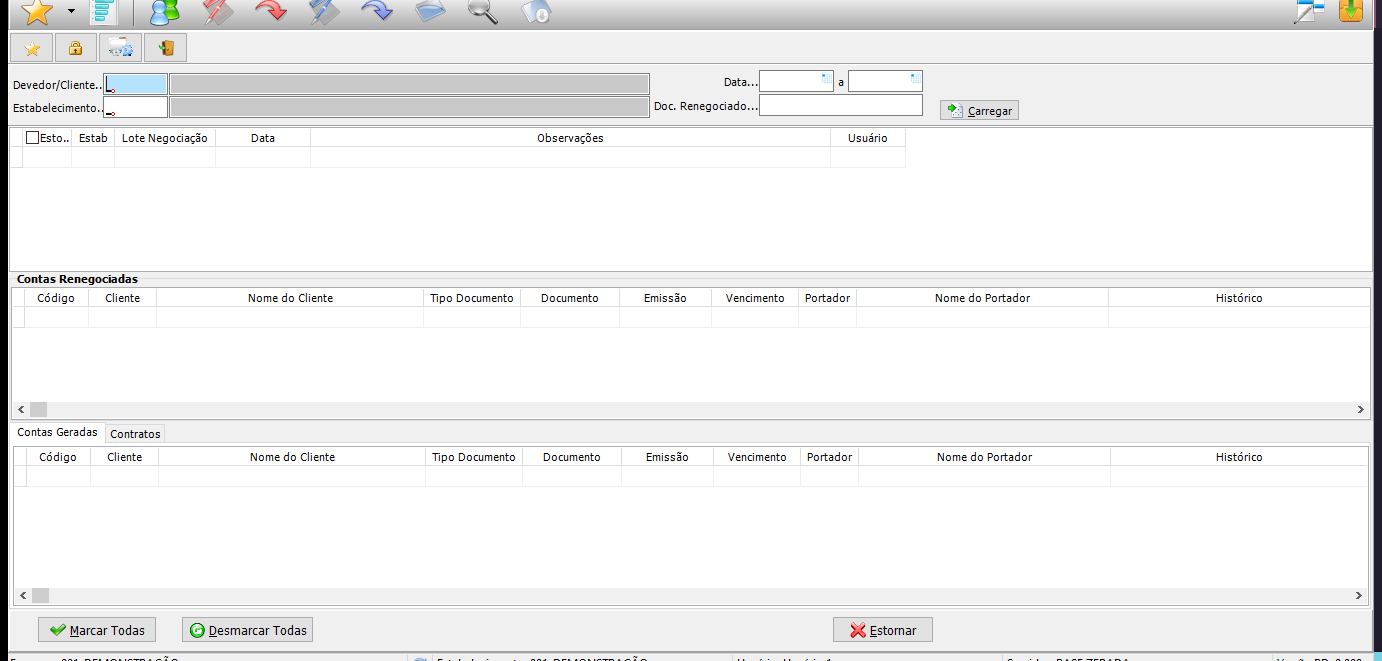 Devedor/Cliente..
Data...
a
Estabelecimento..
Doc. Renegociado...
Carregar
Esto.. Estab Lote Negociação Data Observações Usuário
Contas Renegociadas
Código Cliente Nome do Cliente Tipo Documento Documento Emissão Vencimento Portador Nome do Portador Histórico
Contas Geradas Contratos
Código Cliente Nome do Cliente Tipo Documento Documento Emissão Vencimento Portador Nome do Portador Histórico
Marcar Todas Desmarcar Todas Estornar